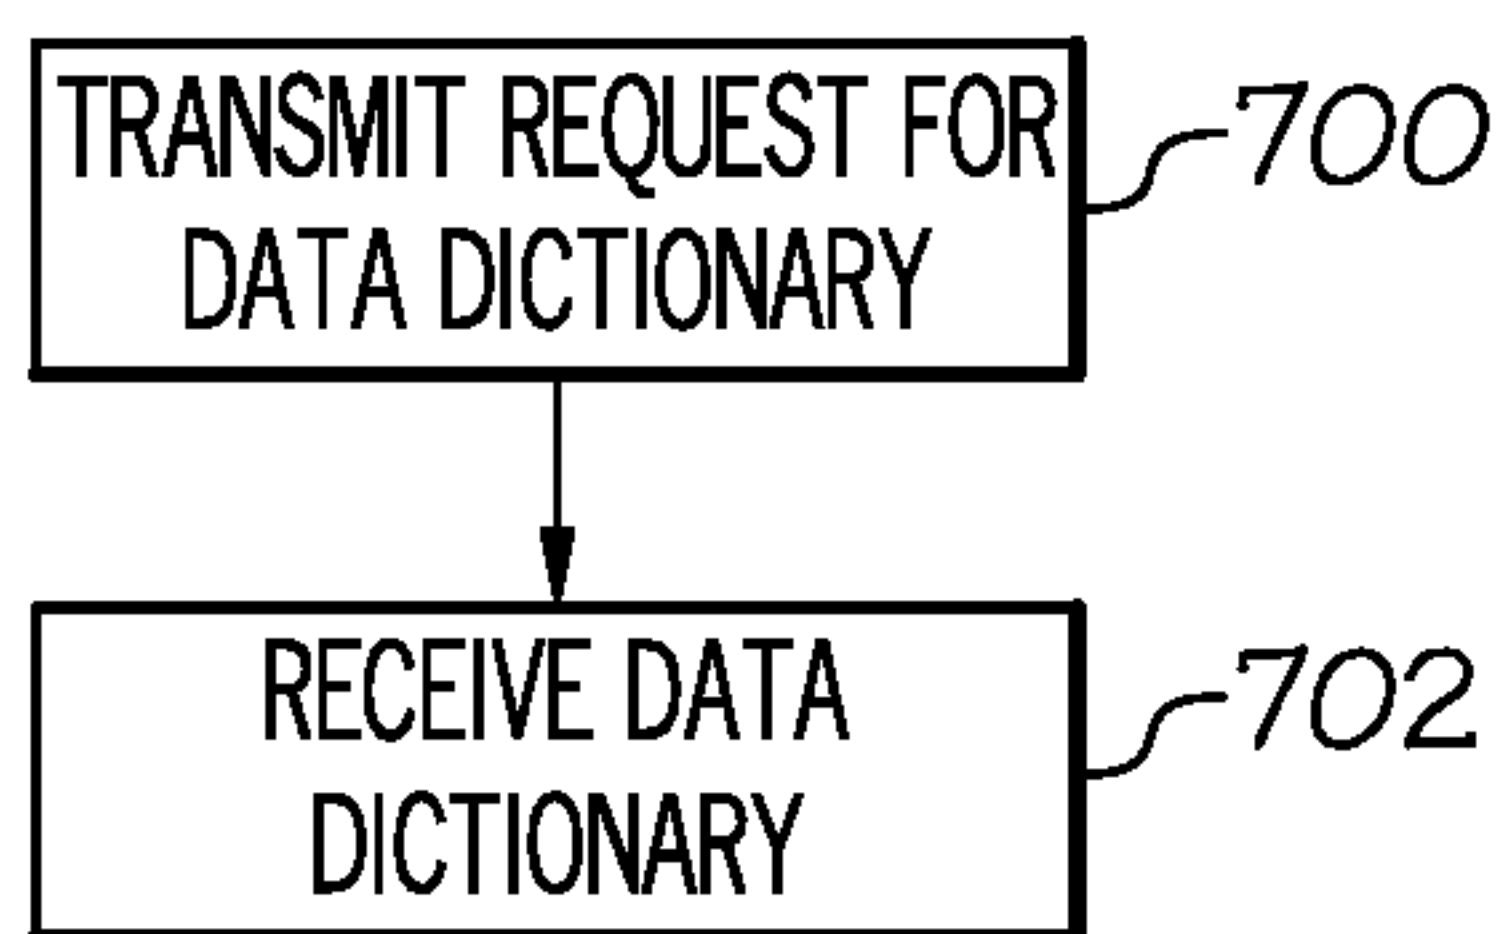 TRANSMIT REQUEST FOR
DATA DICTIONARY
700
RECEIVE DATA
DICTIONARY
702